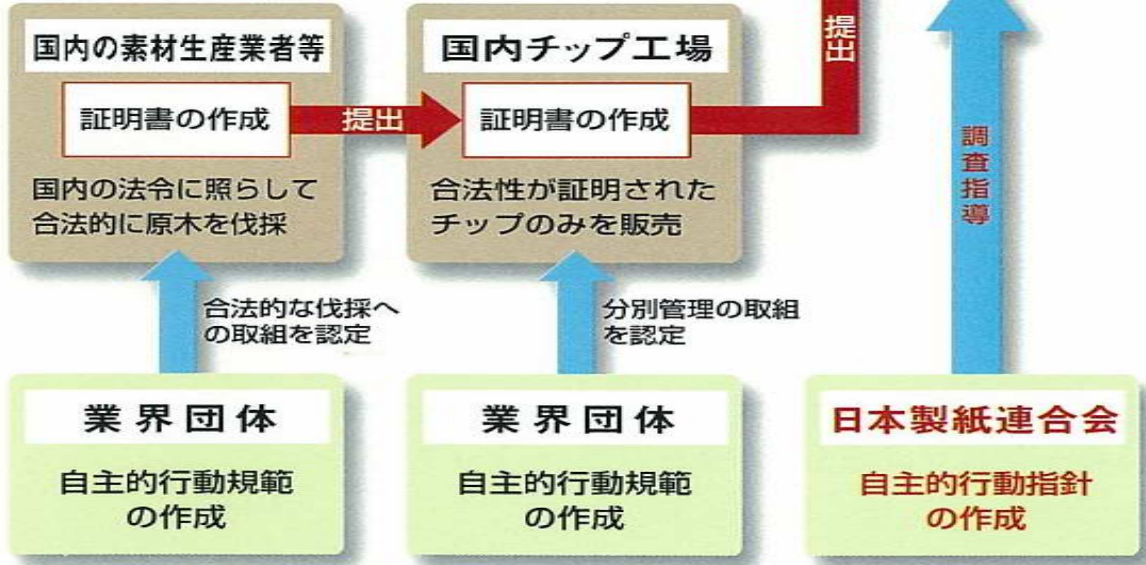 国内の素材生産業者等
証明書の作成
国内の法令に照らして
合法的に原木を伐採
提出
国内チップ工場
証明書の作成
合法性が証明された
チップのみを販売
提出
調査指導
合法的な伐採へ
の取組を認定
分別管理の取組
を認定
業界団体
自主的行動規範
の作成
業界団体
自主的行動規範
の作成
日本製紙連合会
自主的行動指針
の作成